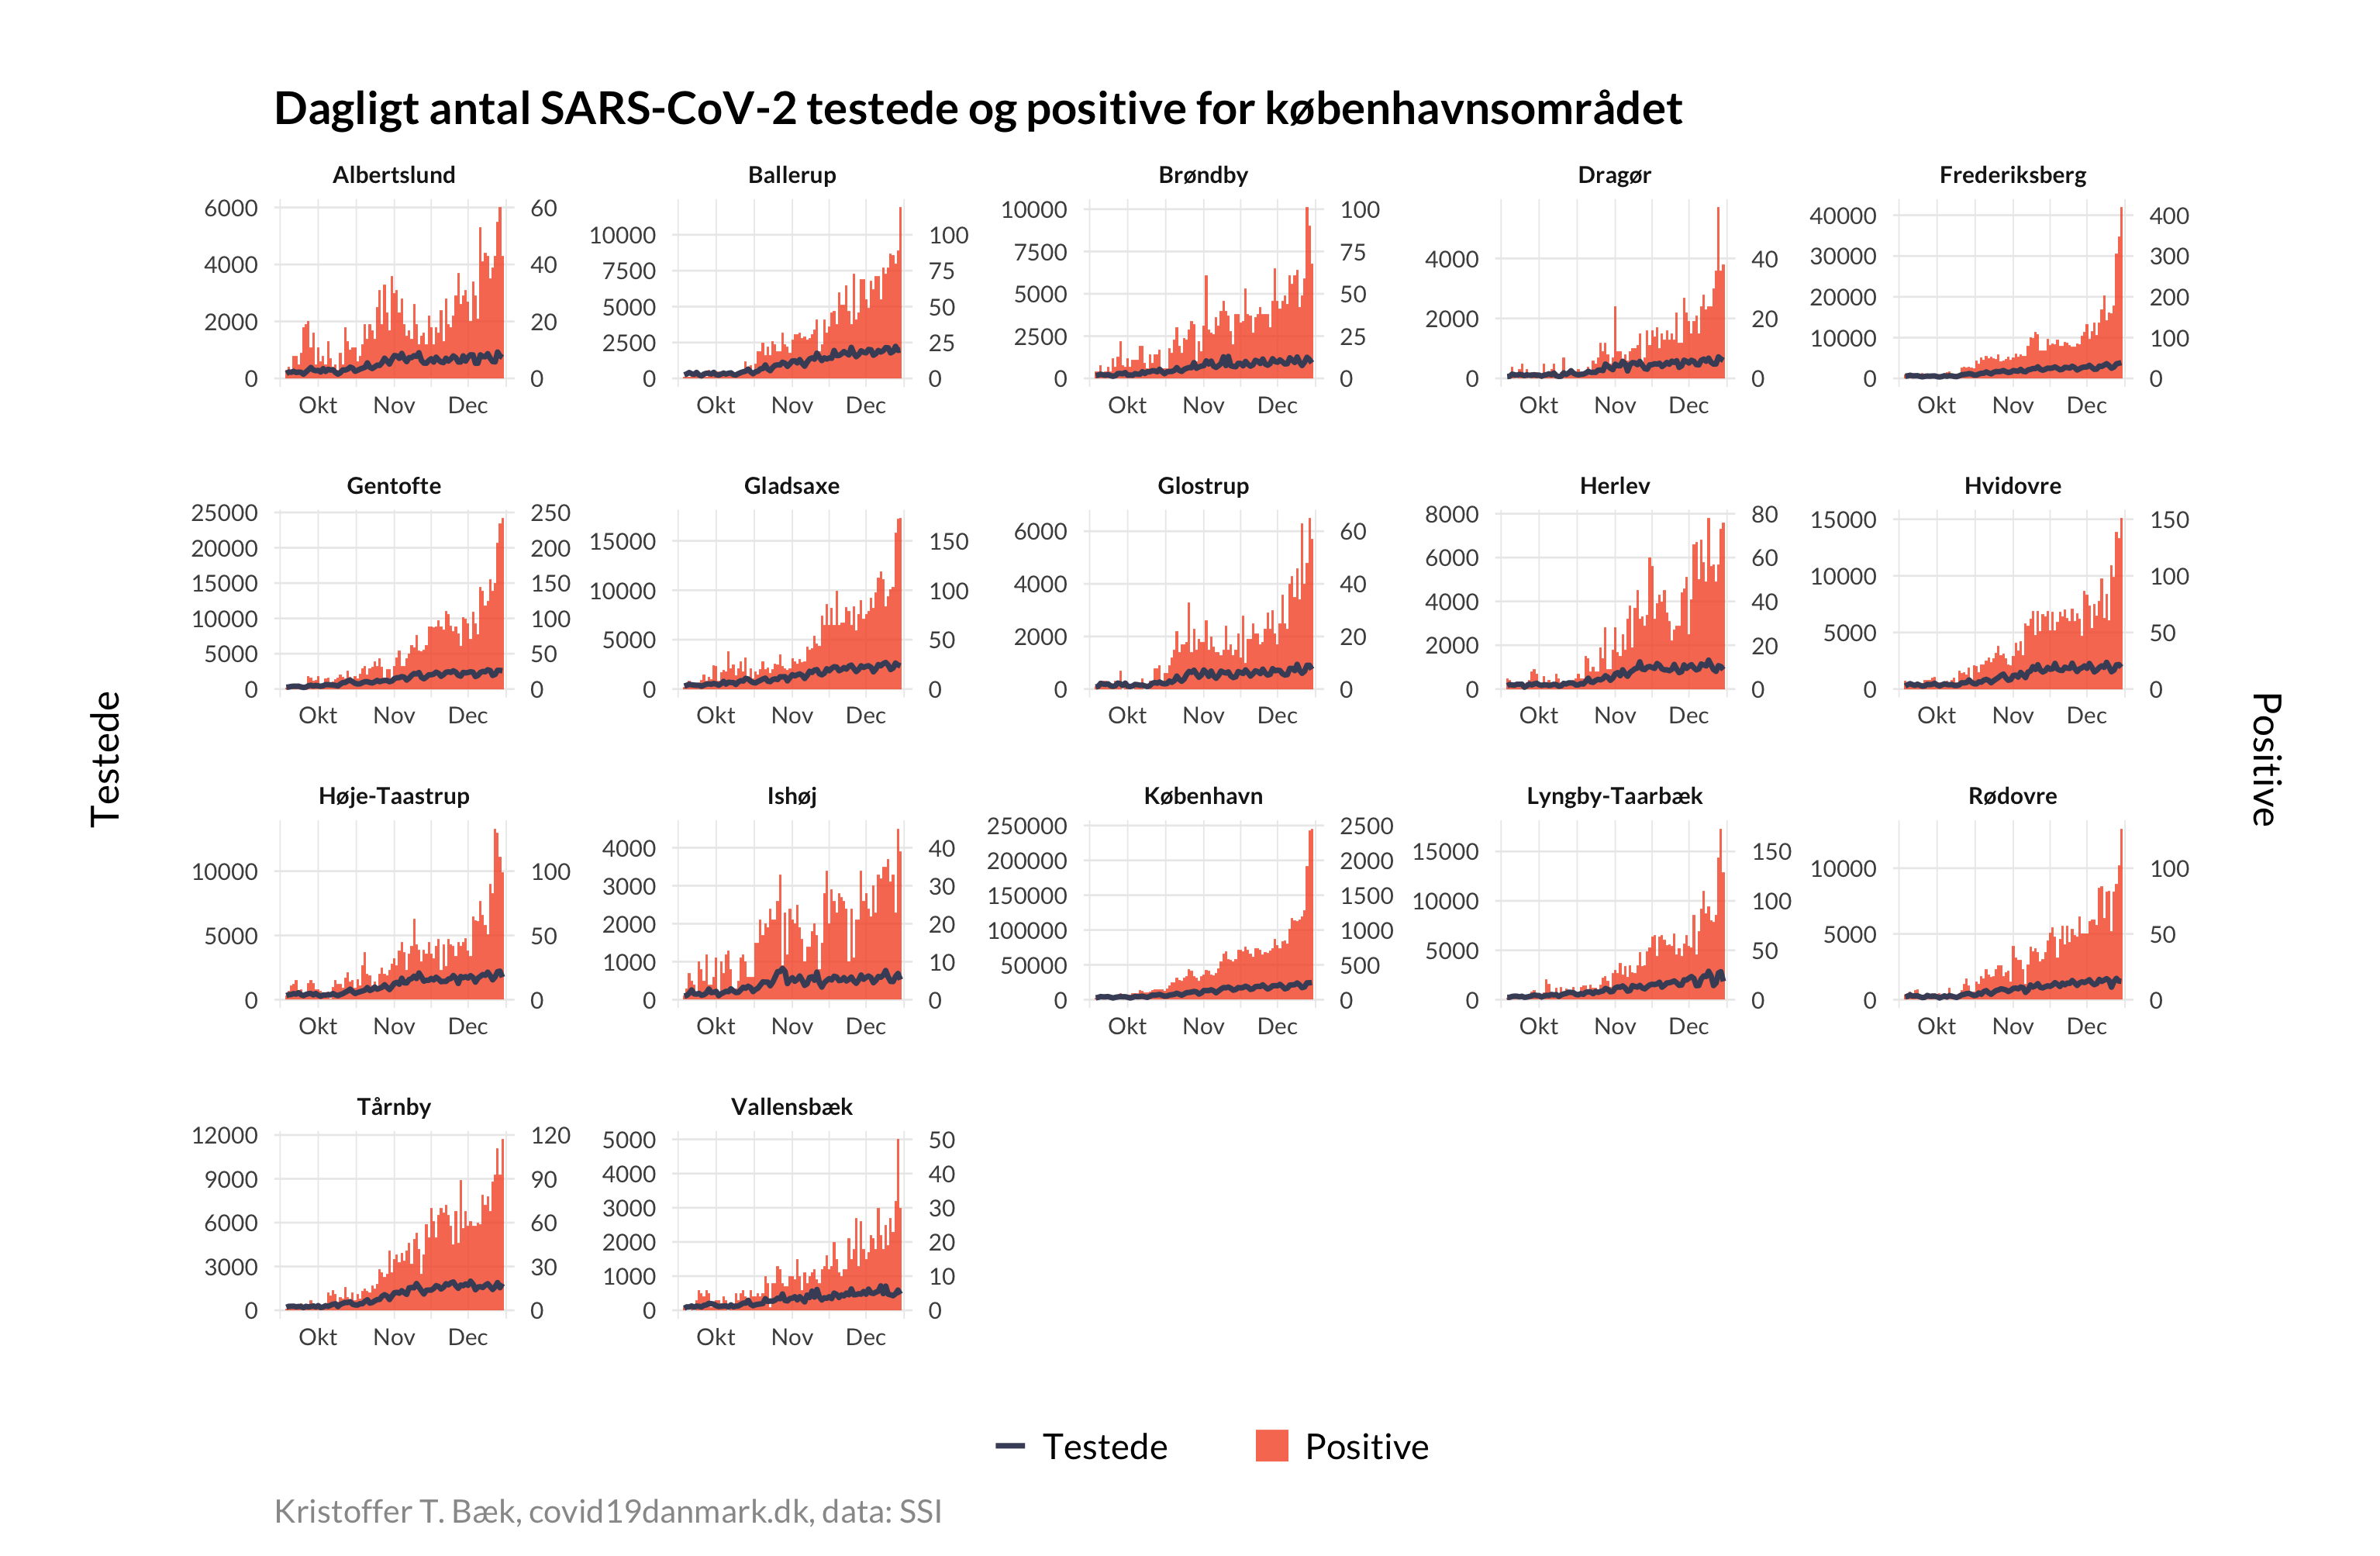 Dagligt antal SARS-CoV-2 testede og positive for københavnsområdet
Albertslund Ballerup Brøndby Dragør Frederiksberg
6000 60 10000 100 10000 100 4000 40 40000 400
4000 40 7500 75 7500 75 2000 20 30000 300
2000 20 5000 50 5000 50 0 0 20000 200
0 0 2500 25 2500 25 10000 100
0 0 0 0 0 0
Okt Nov Dec Okt Nov Dec Okt Nov Dec Okt Nov Dec Okt Nov Dec
Gentofte Gladsaxe Glostrup Herlev Hvidovre
25000 250 15000 150 6000 60 8000 80 15000 150
20000 200 10000 100 4000 40 6000 60 10000 100
15000 150 5000 50 2000 20 4000 40 5000 50
10000 100 0 0 0 0 2000 20 0 0
5000 50 0 0
0 0
Okt Nov Dec Okt Nov Dec Okt Nov Dec Okt Nov Dec Okt Nov Dec
Testede
Positive
Høje-Taastrup Ishøj København Lyngby-Taarbæk Rødovre
10000 100 4000 40 250000 2500 15000 150 10000 100
5000 50 3000 30 200000 2000 10000 100 5000 50
0 0 2000 20 150000 1500 5000 50 0 0
1000 10 100000 1000 0 0
0 0 50000 500
0 0
Okt Nov Dec Okt Nov Dec Okt Nov Dec Okt Nov Dec Okt Nov Dec
Tårnby Vallensbæk
12000 120 5000 50
9000 90 4000 40
6000 60 3000 30
3000 30 2000 20
0 0 1000 10
0 0
Okt Nov Dec Okt Nov Dec
Testede Positive
Kristoffer T. Bæk, covid19danmark.dk, data: SSI